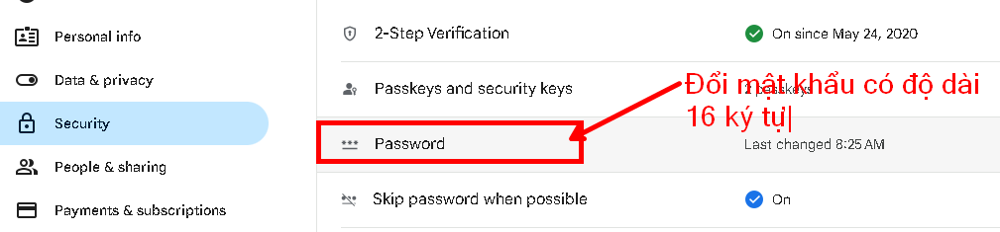 Personal info
Data & privacy
Security
People & sharing
Payments & subscriptions
2-Step Verification
On since May 24, 2020
Passkeys and security keys
2 passkeys
Đổi mật khẩu có độ dài
16 ký tự
Password
Last changed 8:25 AM
Skip password when possible
On